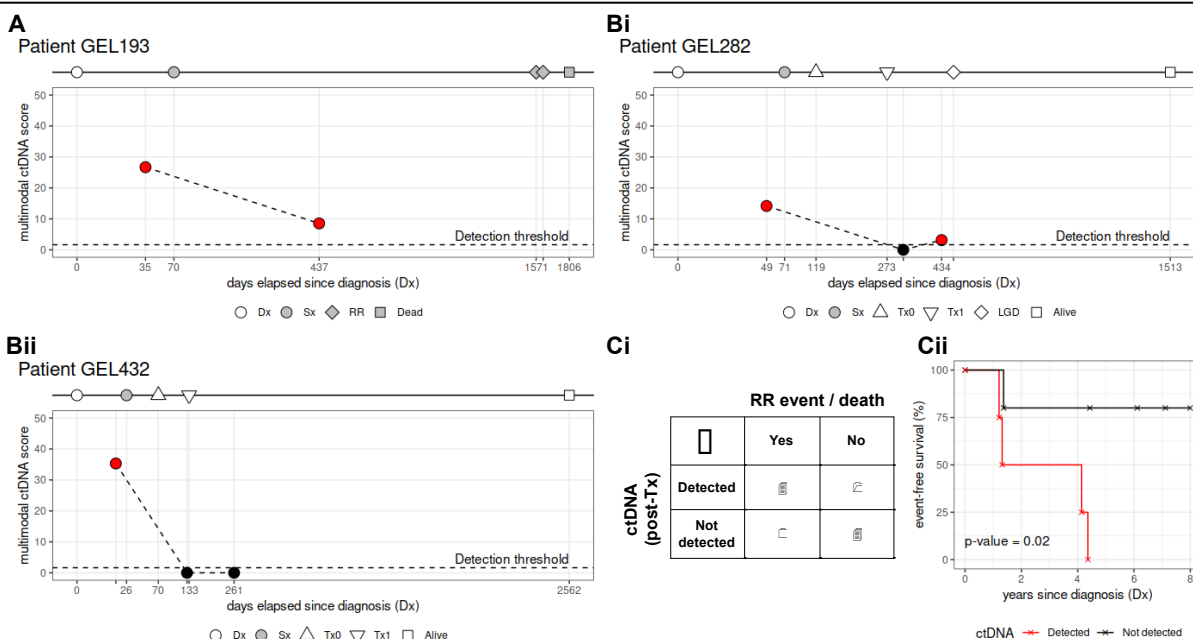 A
Patient GEL193
50
40
30
20
10
0
multimodal ctDNA score
Detection threshold
0 35 70 437 1571 1806
days elapsed since diagnosis (Dx)
Dx Sx RR Dead
Bi
Patient GEL282
50
40
30
20
10
0
multimodal ctDNA score
Detection threshold
0 49 71 119 273 434 1513
days elapsed since diagnosis (Dx)
Dx Sx Tx0 Tx1 LGD Alive
Bii
Patient GEL432
50
40
30
20
10
0
multimodal ctDNA score
Detection threshold
0 26 70 133 261 2562
days elapsed since diagnosis (Dx)
Dx Sx Tx0 Tx1 Alive
Ci
RR event / death
Yes No
ctDNA
(post-Tx)
Detected
Not
detected
Cii
100
75
50
25
0
event-free survival (%)
p-value = 0.02
0 2 4 6 8
years since diagnosis (Dx)
ctDNA Detected Not detected